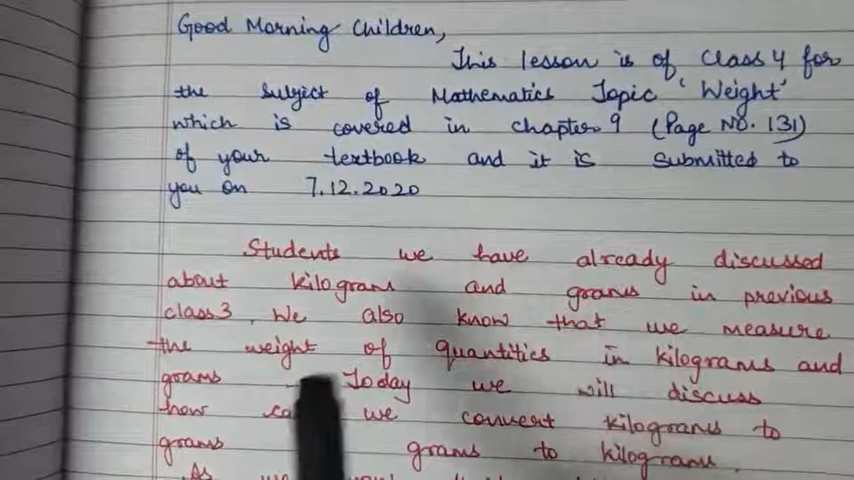 Good Morning Children,
This lesson is of Class 4 for
the subject of Mathematics Topic 'Weight'
which is covered in chapter 9 (Page No. 131)
of your textbook and it is submitted to
you on 7.12.2020
Students we have already discussed
about kilogram and grams in previous
class 3. We also know that we measure
the weight of quantities in kilograms and
grams Today we will discuss
how we convert kilograms to
grams grams to kilograms.
As